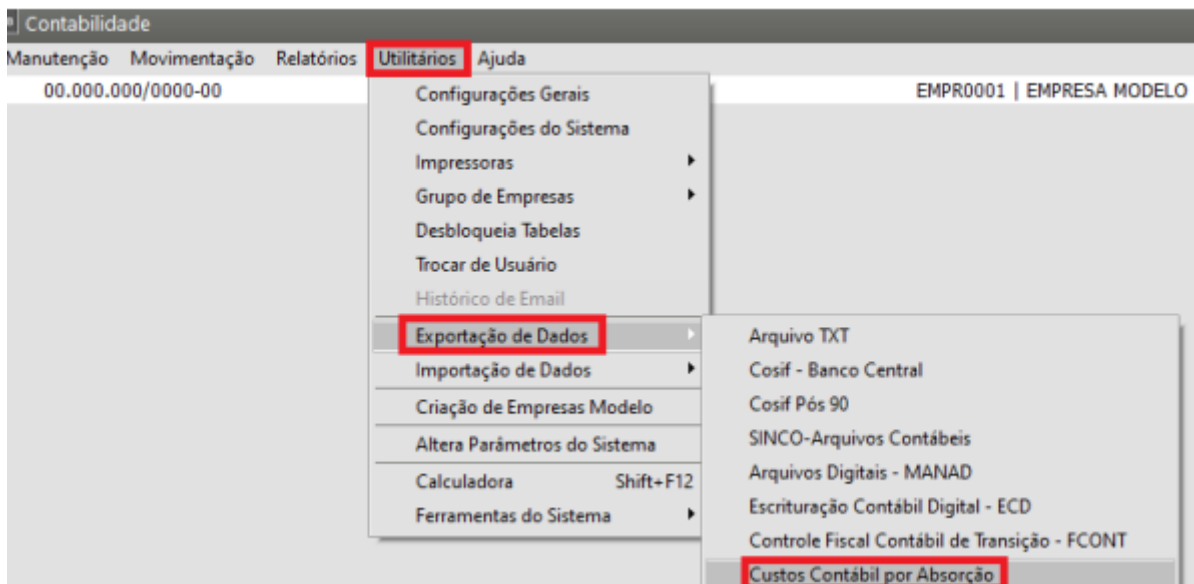 Contabilidade
Manutenção Movimentação Relatórios Utilitários Ajuda
00.000.000/0000-00 EMPR0001 | EMPRESA MODELO
Configurações Gerais
Configurações do Sistema
Impressoras
Grupo de Empresas
Desbloqueia Tabelas
Trocar de Usuário
Histórico de Email
Exportação de Dados
Importação de Dados
Criação de Empresas Modelo
Altera Parâmetros do Sistema
Calculadora Shift+F12
Ferramentas do Sistema
Arquivo TXT
Cosif - Banco Central
Cosif Pós 90
SINCO-Arquivos Contábeis
Arquivos Digitais - MANAD
Escrituração Contábil Digital - ECD
Controle Fiscal Contábil de Transição - FCONT
Custos Contábil por Absorção